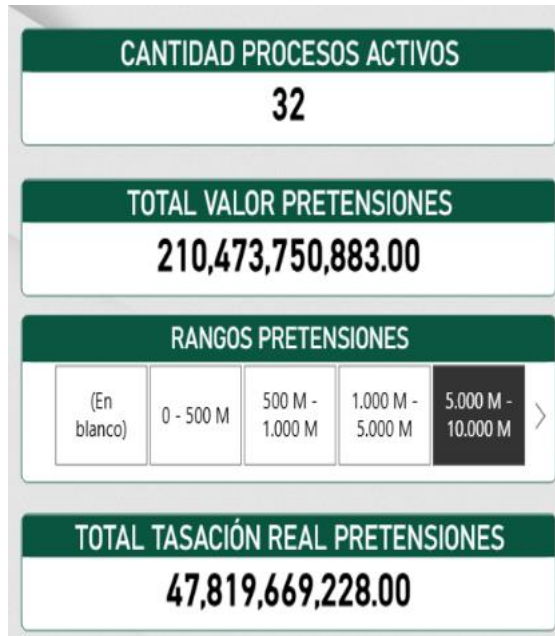 CANTIDAD PROCESOS ACTIVOS
32
TOTAL VALOR PRETENSIONES
210,473,750,883.00
RANGOS PRETENSIONES
(En
blanco)
0 - 500 M
500 M -
1.000 M
1.000 M -
5.000 M
5.000 M -
10.000 M
TOTAL TASACIÓN REAL PRETENSIONES
47,819,669,228.00